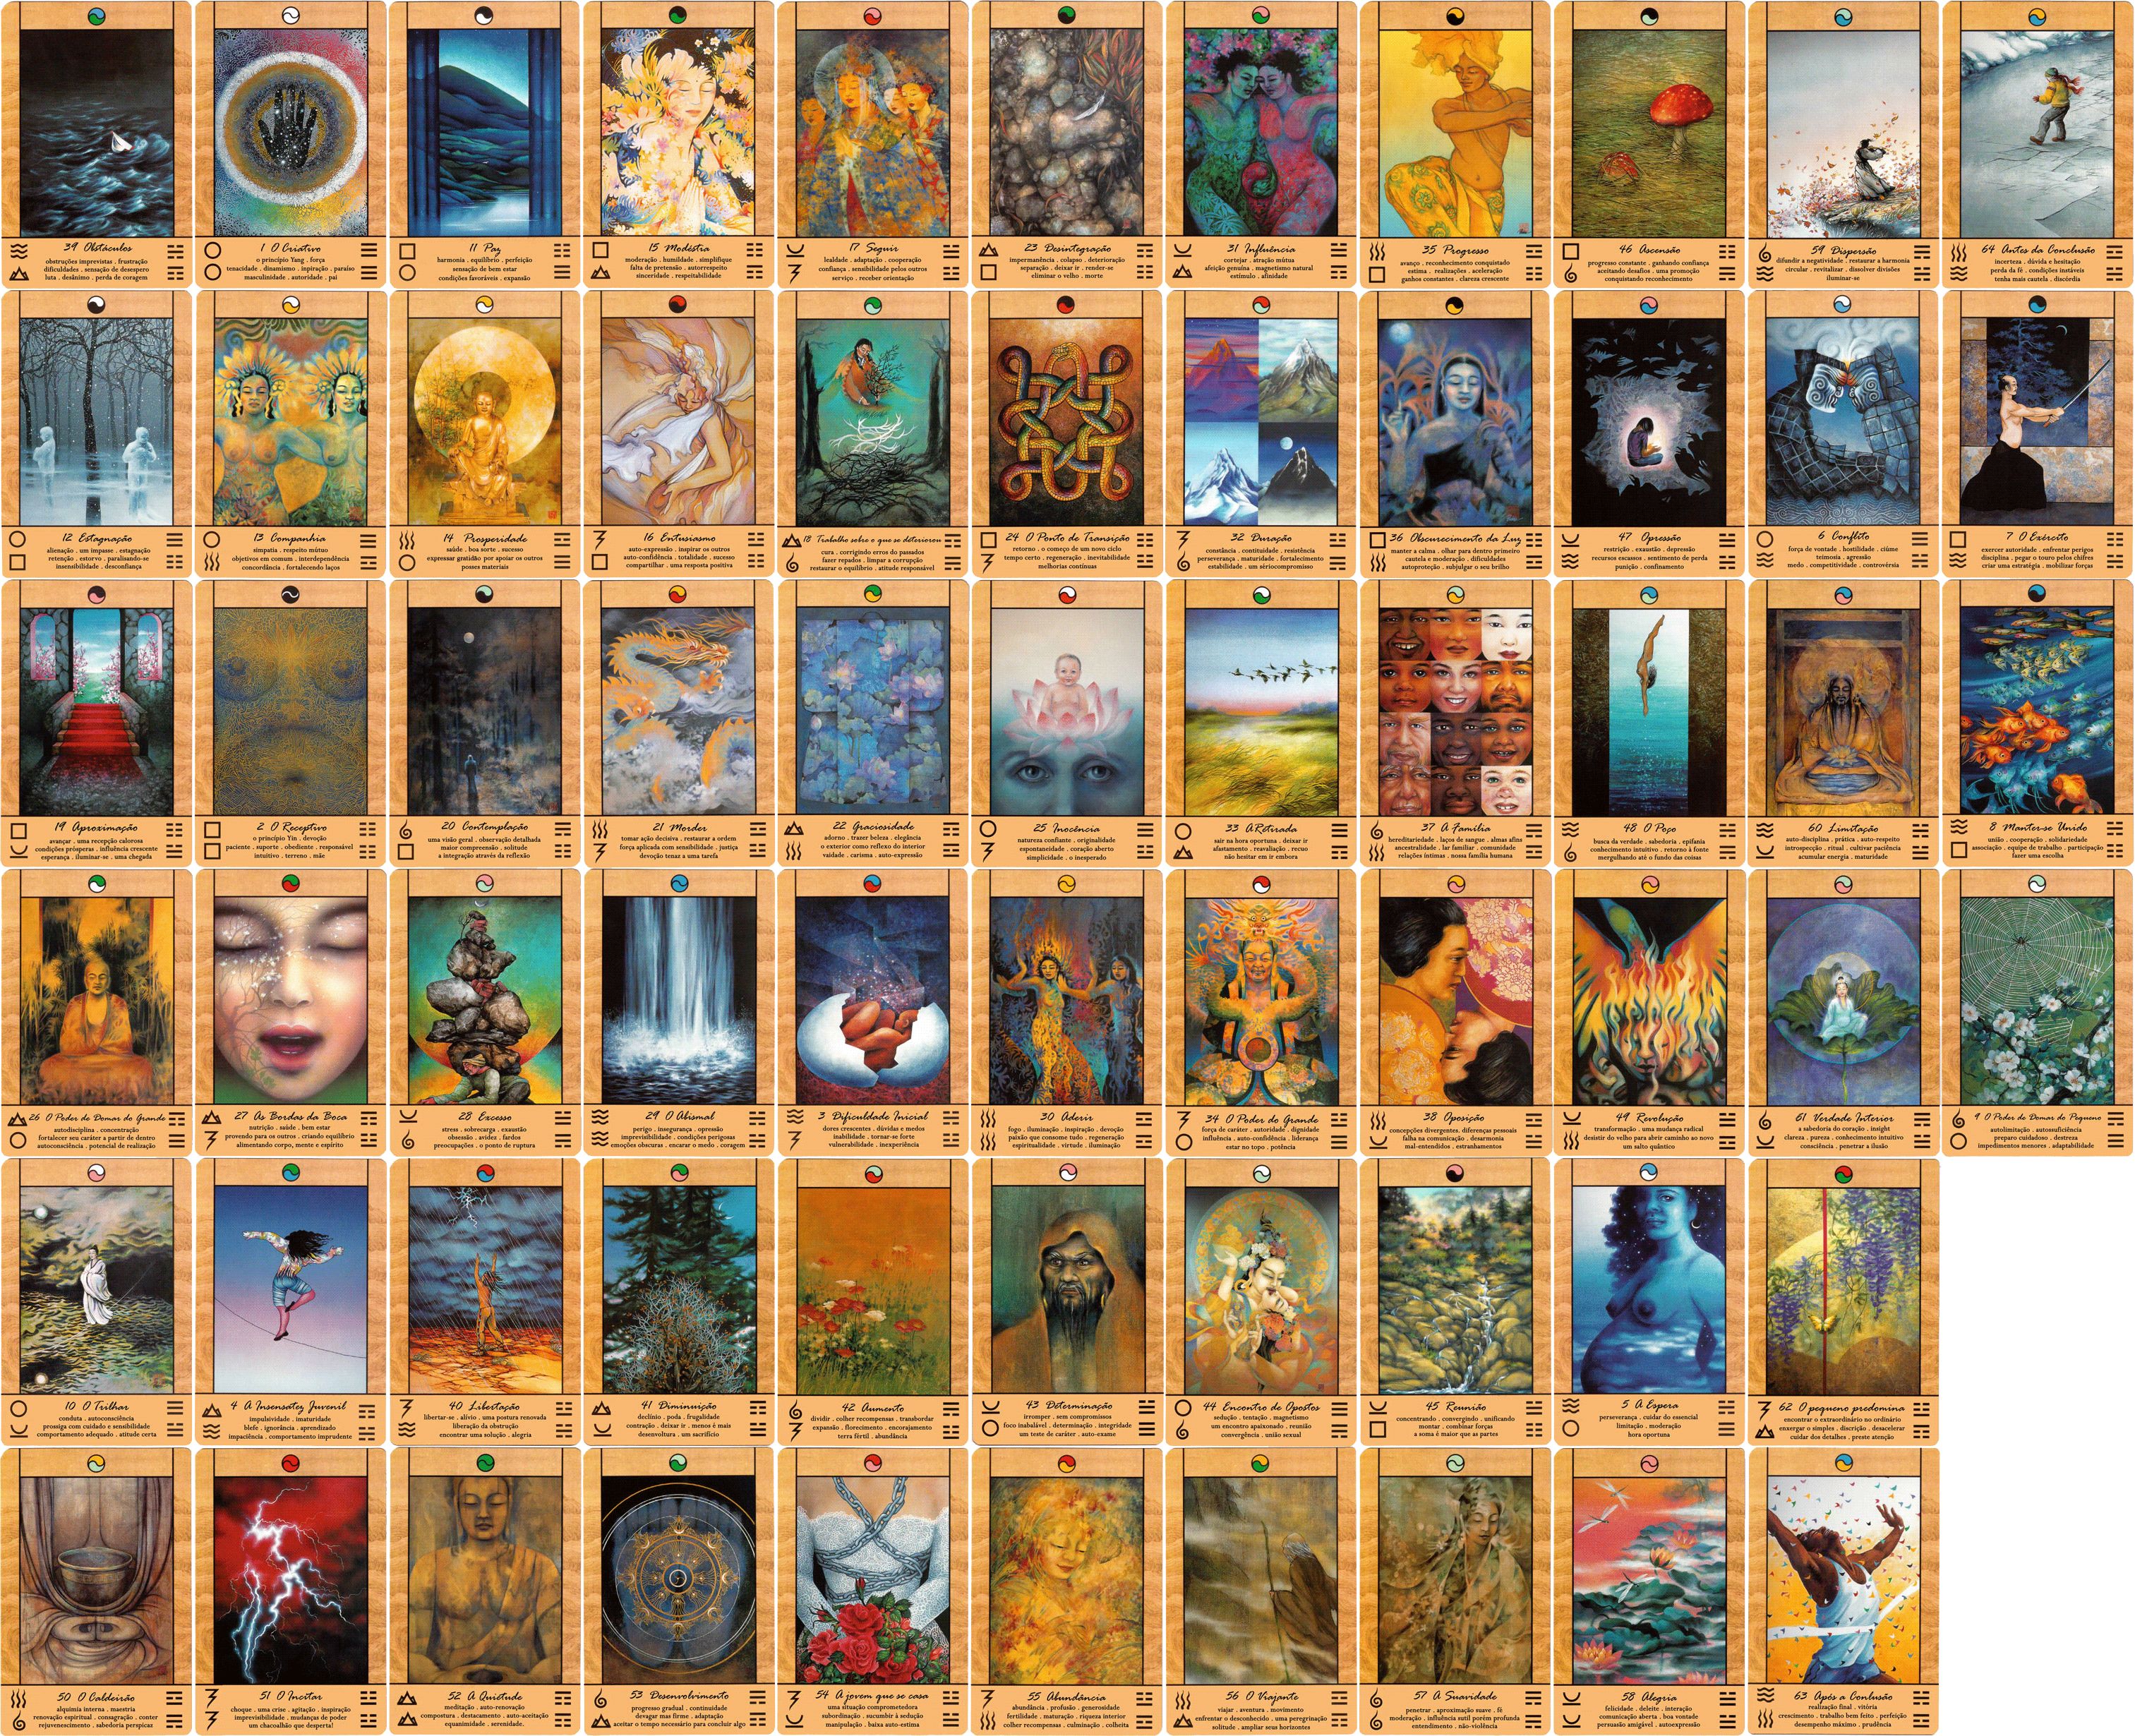 39 Obstáculos
obstruções imprevistas . frustração
dificuldades . sensação de desespero
luta . desânimo . perda de coragem
1 O Criativo
o princípio Yang . força
tenacidade . dinamismo . inpiração . paraíso
masculinidade . autoridade . pai
11 Paz
harmonia . equilíbrio . perfeição
sensação de bem estar
condições favoráveis . expansão
15 Modéstia
moderação . humildade . simplifique
falta de pretensão . autorrespeito
sinceridade . respeitabilidade
17 Seguir
lealdade . adaptação . cooperação
confiança . sensibilidade pelos outros
serviço . receber orientação
23 Desintegração
impermanência . colapso . deterioração
separação . deixar ir . render-se
eliminar o velho . morte
31 Influência
cortejar . atração mútua
afeição genuína . magnetismo natural
estímulo . afinidade
35 Progresso
avanço . reconhecimento conquistado
estima . realizações . aceleração
ganhos constantes . clareza crescente
46 Ascensão
progresso constante . ganhando confiança
aceitando desafios . uma promoção
conquistando reconhecimento
59 Dispersão
difundir a negatividade . restaurar a harmonia
circular . revitalizar . dissolver divisões
iluminar-se
64 Antes da Conclusão
incerteza . dúvida e hesitação
perda da fé . condições instáveis
tenha mais cautela . discórdia
12 Estagnação
alienação . um impasse . estagnação
retenção . estorvo . paralisando-se
insensibilidade . desconfiança
13 Companhia
simpatia . respeito mútuo
objetivos em comum . interdependência
concordância . fortalecendo laços
14 Prosperidade
saúde . boa sorte . sucesso
expressar gratidão por apoiar os outros
posses materiais
16 Entusiasmo
auto-expressão . inspirar os outros
auto-confidência . totalidade . sucesso
compartilhar . uma resposta positiva
18 Trabalho sobre o que se deteriorou
cura . corrigindo erros do passados
fazer reparos . limpar a corrupção
restaurar o equilíbrio . atitude responsável
24 O Ponto de Transição
retorno . o começo de um novo ciclo
tempo certo . regeneração . inevitabilidade
melhorias contínuas
32 Duração
constância . continuidade . resistência
perseverança . maturidade . fortalecimento
estabilidade . um sériocompromisso
36 Obscurecimento da Luz
manter a calma . olhar para dentro primeiro
cautela e moderação . dificuldades
autoproteção . subjulgar o seu brilho
47 Opressão
restrição . exaustão . depressão
recursos escassos . sentimento de perda
punição . confinamento
6 Conflito
força de vontade . hostilidade . ciúme
teimosia . agressão
medo . competitividade . controvérsia
7 O Exército
exercer autoridade . enfrentar perigos
disciplina . pegar o touro pelos chifres
criar uma estratégia . mobilizar forças
19 Aproximação
avançar . uma recepção calorosa
condições prósperas . influência crescente
esperança . iluminar-se . uma chegada
2 O Receptivo
o princípio Yin . devoção
paciente . suporte . obediente . responsável
intuitivo . terreno . mãe
20 Contemplação
uma visão geral . observação detalhada
maior compreensão . solitude
a integração através da reflexão
21 Morder
tomar ação decisiva . restaurar a ordem
força aplicada com sensibilidade . justiça
devoção tenaz a uma tarefa
22 Graciosidade
adorno . trazer beleza . elegância
o exterior como reflexo do interior
vaidade . carisma . auto-expressão
25 Inocência
natureza confiante . originalidade
espontaneidade . coração aberto
simplicidade . o inesperado
33 A Retirada
sair na hora oportuna . deixar ir
afastamento . reavaliação . recuo
não hesitar em ir embora
37 A Família
hereditariedade . laços de sangue . almas afins
ancestralidade . lar familiar . comunidade
relações íntimas . nossa família humana
48 O Poço
busca da verdade . sabedoria . epifania
conhecimento intuitivo . retorno à fonte
mergulhando até o fundo das coisas
60 Limitação
auto-disciplina . prática . auto-respeito
introspecção . ritual . cultivar paciência
acumular energia . maturidade
8 Manter-se Unido
união . cooperação . solidariedade
associação . equipe de trabalho . participação
fazer uma escolha
26 O Poder de Domar do Grande
autodisciplina . concentração
fortalecer seu caráter a partir de dentro
autoconsciência . potencial de realização
27 As Bordas da Boca
nutrição . saúde . bem estar
provendo para os outros . criando equilíbrio
alimentando corpo, mente e espírito
28 Excesso
stress . sobrecarga . exaustão
obsessão . avidez . fardos
preocupações . o ponto de ruptura
29 O Abismal
perigo . insegurança . opressão
imprevisibilidade . condições perigosas
emoções obscuras . encarar o medo . coragem
3 Dificuldade Inicial
dores crescentes . dúvidas e medos
inabilidade . tornar-se forte
vulnerabilidade . inexperiência
30 Aderir
fogo . iluminação . inspiração . devoção
paixão que consome tudo . regeneração
espiritualidade . virtude . iluminação
34 O Poder do Grande
força de caráter . autoridade . dignidade
influência . auto-confidência . liderança
estar no topo . potência
38 Oposição
concepções divergentes, diferenças pessoais
falha na comunicação . desarmonia
mal-entendidos . estranhamentos
49 Revolução
transformação . uma mudança radical
desistir do velho para abrir caminho ao novo
um salto quântico
61 Verdade Interior
a sabedoria do coração . insight
clareza . pureza . conhecimento intuitivo
consciência . penetrar a ilusão
9 O Poder de Domar do Pequeno
autolimitação . autossuficiência
preparo cuidadoso . destreza
impedimentos menores . adaptabilidade
10 O Trilhar
conduta . autoconsciência
prossiga com cuidado e sensibilidade
comportamento adequado . atitude certa
4 A Insensatez Juvenil
impulsividade . imaturidade
blefe . ignorância . aprendizado
impaciência . comportamento imprudente
40 Libertação
libertar-se . alívio . uma postura renovada
liberação da obstrução
encontrar uma solução . alegria
41 Diminuição
declínio . poda . frugalidade
contração . deixar ir . menos é mais
desenvoltura . um sacrifício
42 Aumento
dividir . colher recompensas . transbordar
expansão . florecimento . encorajamento
terra fértil . abundância
43 Determinação
irromper . sem compromissos
foco inabalável . determinação . integridade
um teste de caráter . auto-exame
44 Encontro de Opostos
sedução . tentação . magnetismo
um encontro apaixonado . reunião
convergência . união sexual
45 Reunião
concentrando . convergindo . unificando
montar . combinar forças
a soma é maior que as partes
5 A Espera
perseverança . cuidar do essencial
limitação . moderação
hora oportuna
62 O pequeno predomina
encontrar o extraordinário no ordinário
enxergar o simples . discrição . desacelerar
cuidar dos detalhes . preste atenção
50 O Caldeirão
alquimia interna . maestria
renovação espiritual . consagração . conter
rejuvenescimento . sabedoria perspicas
51 O Incitar
choque . uma crise . agitação . inspiração
imprevisibilidade . mudanças de poder
um chacoalhão que desperta!
52 A Quietude
meditação . auto-renovação
compostura . destacamento . auto-aceitação
equanimidade . serenidade.
53 Desenvolvimento
progresso gradual . continuidade
devagar mas firme . adaptação
aceitar o tempo necessário para concluir algo
54 A jovem que se casa
uma situação comprometedora
subordinação . sucumbir à sedução
manipulação . baixa auto-estima
55 Abundância
abundância . profusão . generosidade
fertilidade . maturação . riqueza interior
colher recompensas . culminação . colheita
56 O Viajante
viajar . aventura . movimento
enfrentar o desconhecido . uma peregrinação
solitude . ampliar seus horizontes
57 A Suavidade
penetrar . aproximação suave . fé
moderação . influência sutil porém profunda
entendimento . não-violência
58 Alegria
felicidade . deleite . interação
comunicação aberta . boa vontade
persuasão amigável . autoexpressão
63 Após a Conclusão
realização final . vitória
crescimento . trabalho bem feito . perfeição
desempenho máximo . prudência